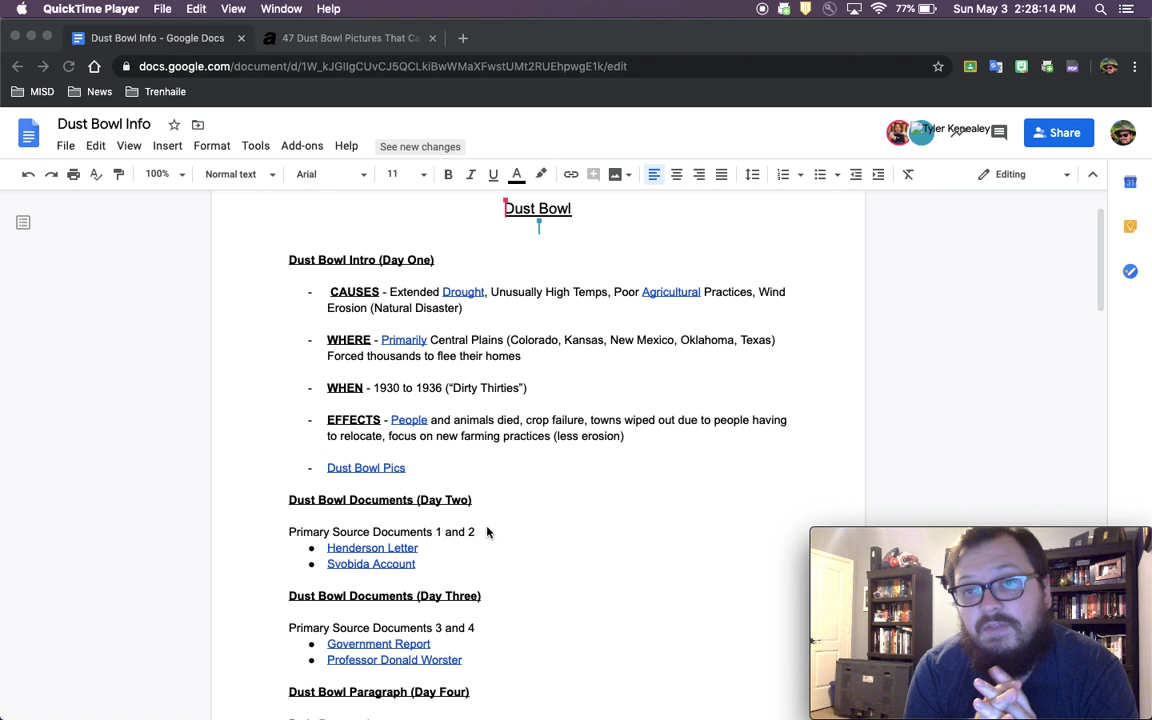 QuickTime Player File Edit View Window Help 77% Sun May 3 2:28:14 PM
Dust Bowl Info - Google Docs 47 Dust Bowl Pictures That Ca
docs.google.com/document/d/1W_kJGlIgCUvCJ5QCLkiBwWMaXFwstUMt2RUEhpwgE1k/edit
MISD News Trenhaile
Dust Bowl Info
Tyler Kenealey
Share
File Edit View Insert Format Tools Add-ons Help See new changes
100% Normal text Arial 11 Editing
Dust Bowl
Dust Bowl Intro (Day One)
- CAUSES - Extended Drought, Unusually High Temps, Poor Agricultural Practices, Wind
Erosion (Natural Disaster)
- WHERE - Primarily Central Plains (Colorado, Kansas, New Mexico, Oklahoma, Texas)
Forced thousands to flee their homes
- WHEN - 1930 to 1936 (“Dirty Thirties”)
- EFFECTS - People and animals died, crop failure, towns wiped out due to people having
to relocate, focus on new farming practices (less erosion)
- Dust Bowl Pics
Dust Bowl Documents (Day Two)
Primary Source Documents 1 and 2
● Henderson Letter
● Svobida Account
Dust Bowl Documents (Day Three)
Primary Source Documents 3 and 4
● Government Report
● Professor Donald Worster
Dust Bowl Paragraph (Day Four)